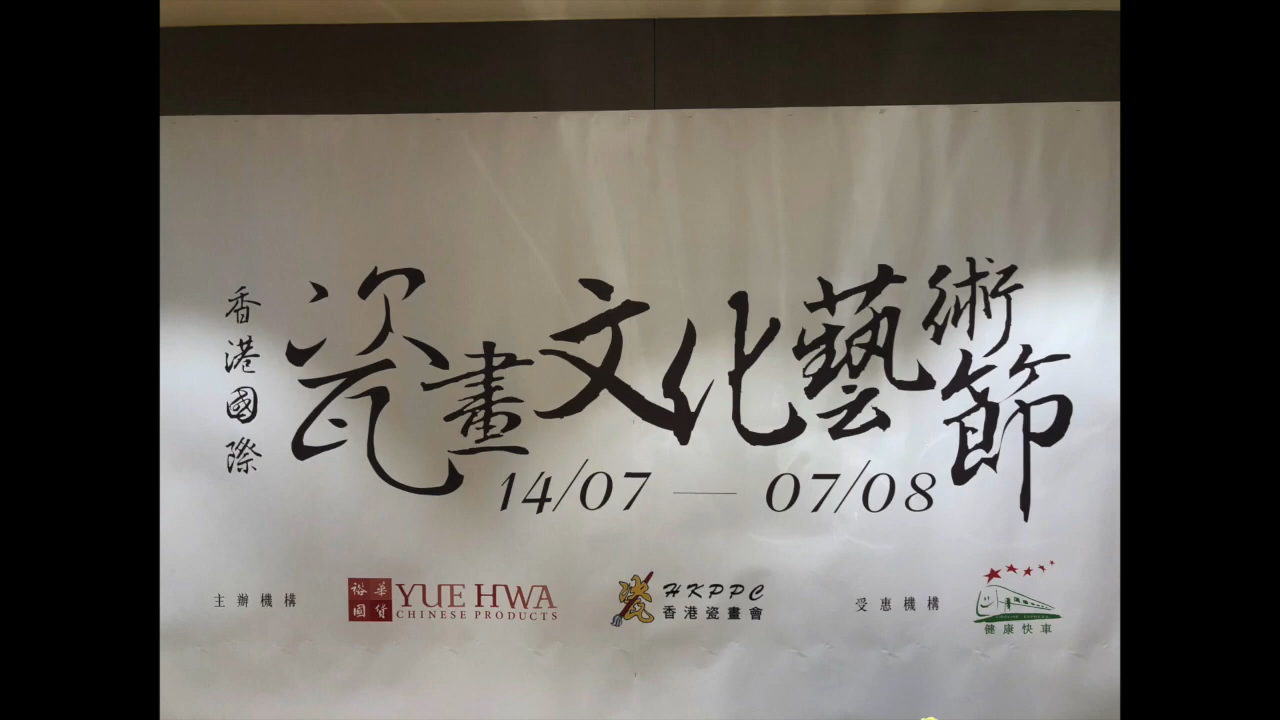 香港國際
瓷畫文化藝術節
14/07 — 07/08
主辦機構
裕華國貨
YUE HWA
CHINESE PRODUCTS
瓷
HKPPC
香港瓷畫會
受惠機構
健康快車